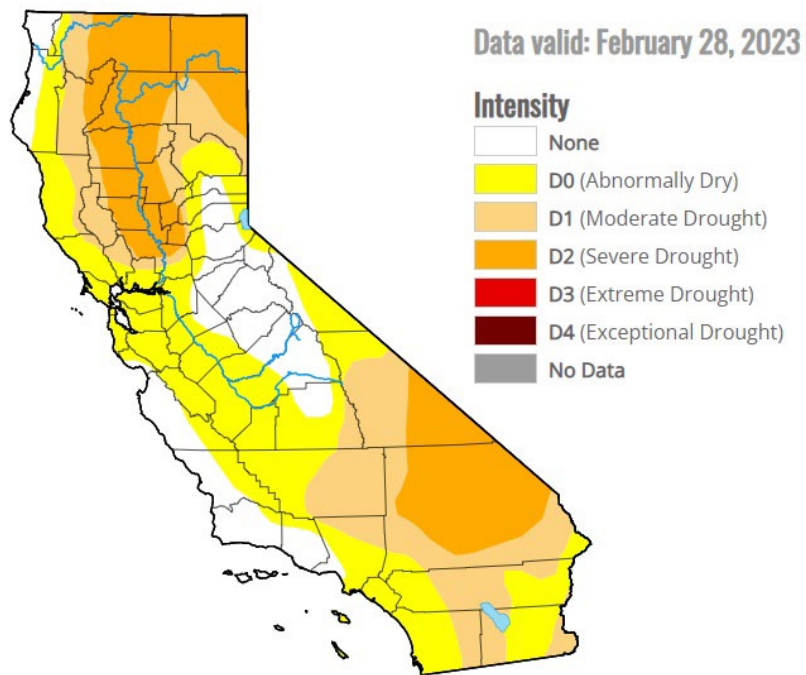 Data valid: February 28, 2023
Intensity
None
D0 (Abnormally Dry)
D1 (Moderate Drought)
D2 (Severe Drought)
D3 (Extreme Drought)
D4 (Exceptional Drought)
No Data